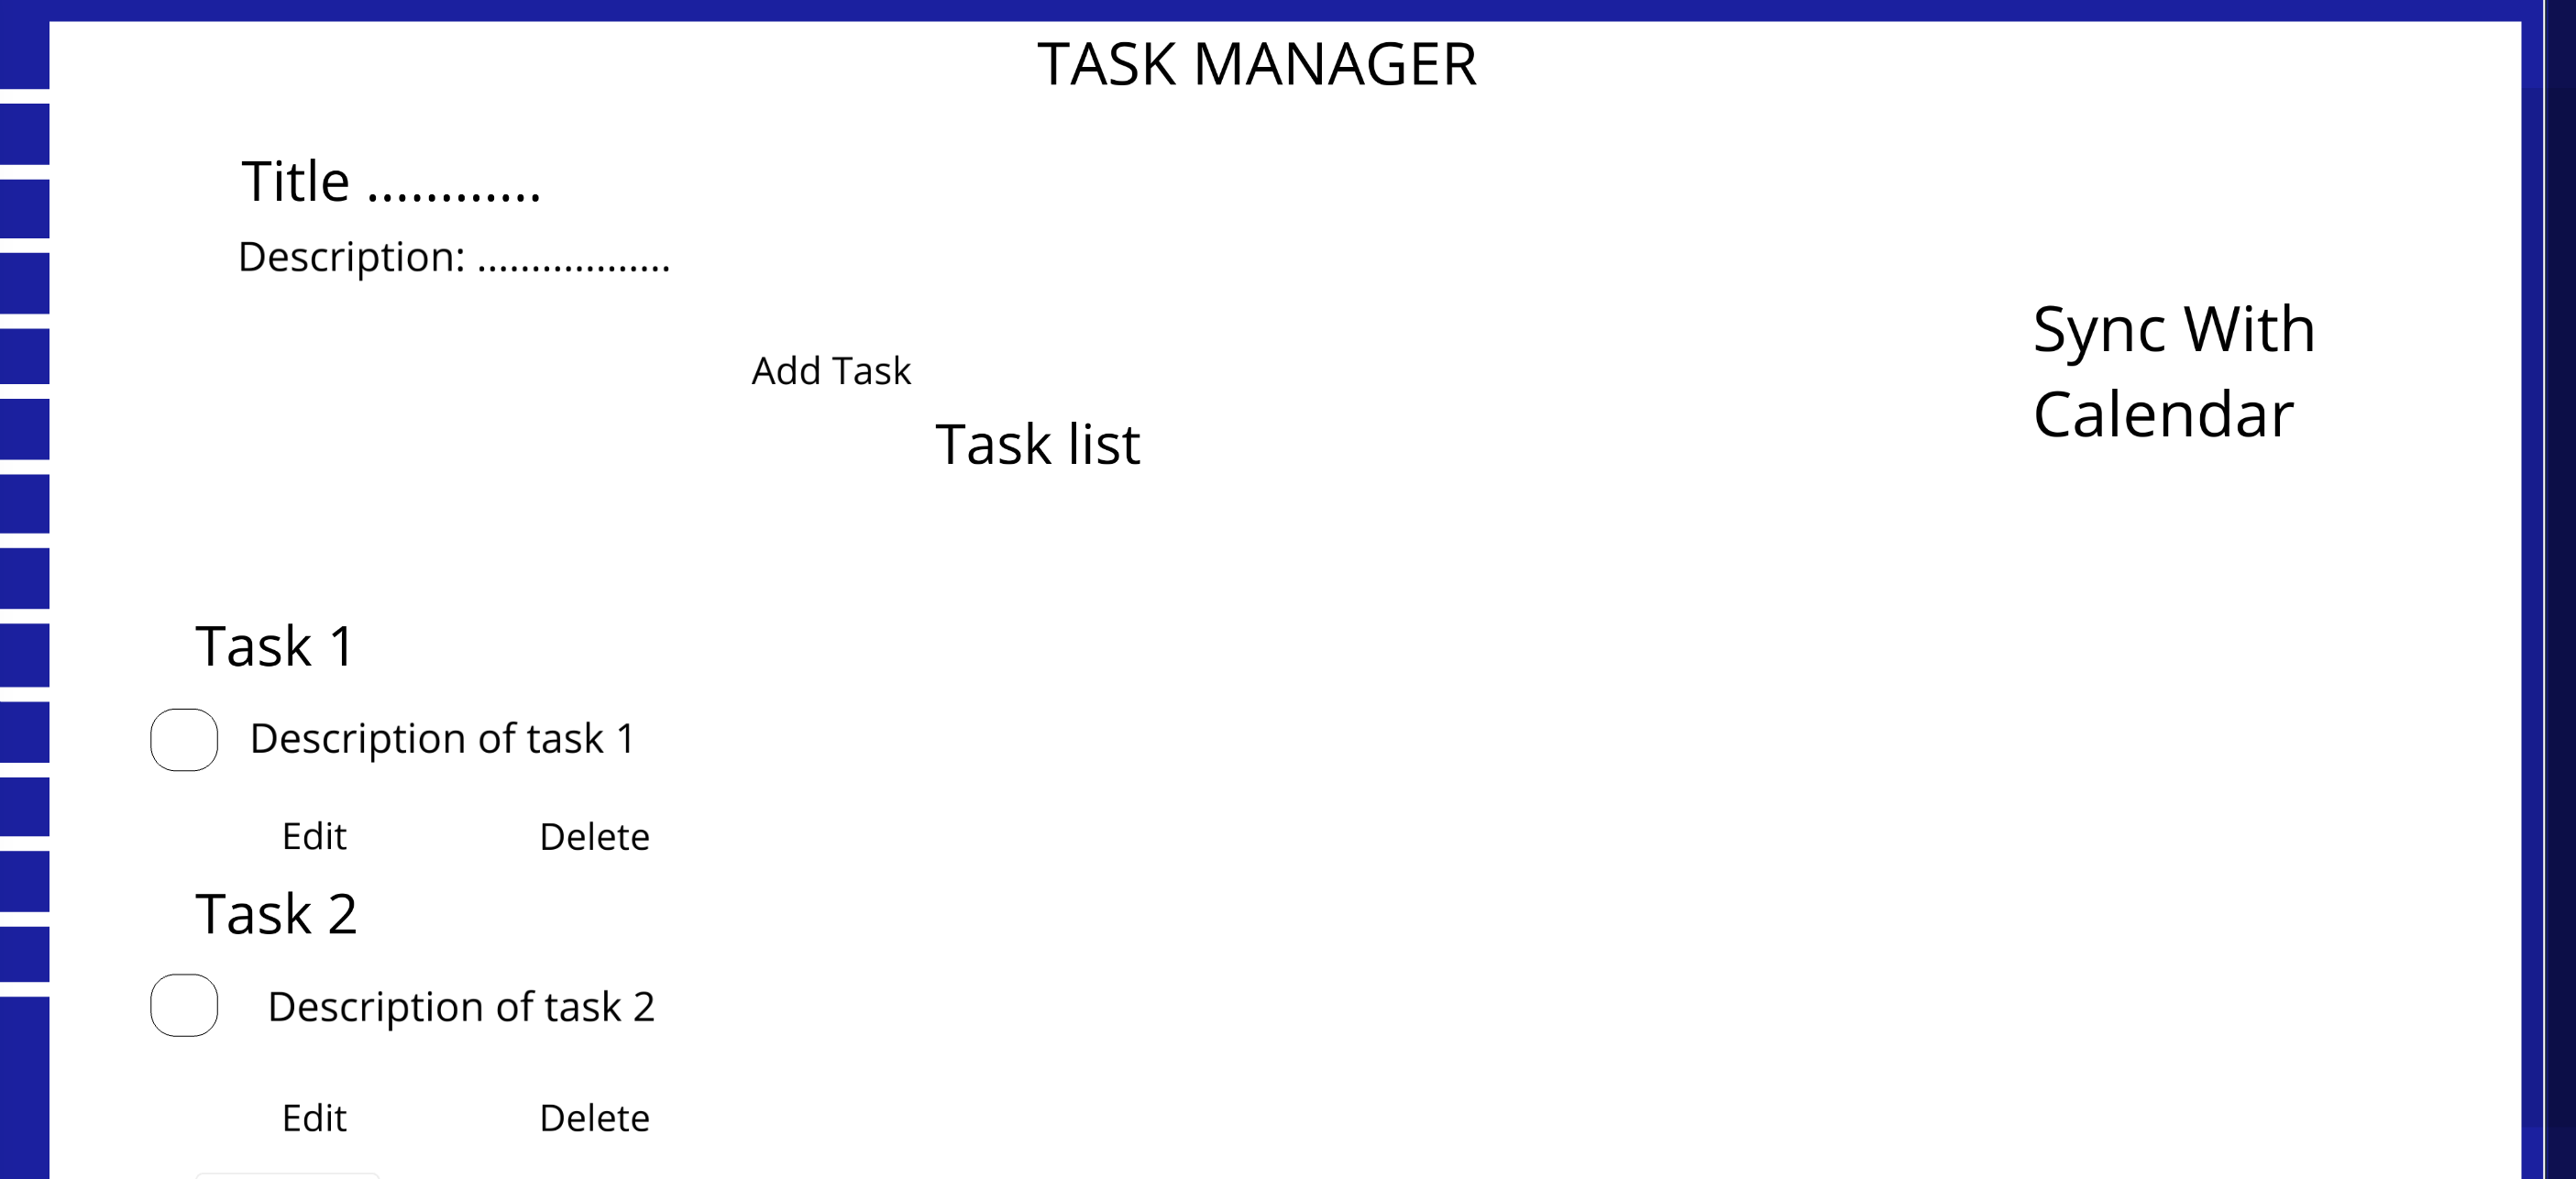 TASK MANAGER
Title ............
Description: ..................
Sync With
Calendar
Add Task
Task list
Task 1
Description of task 1
Edit Delete
Task 2
Description of task 2
Edit Delete